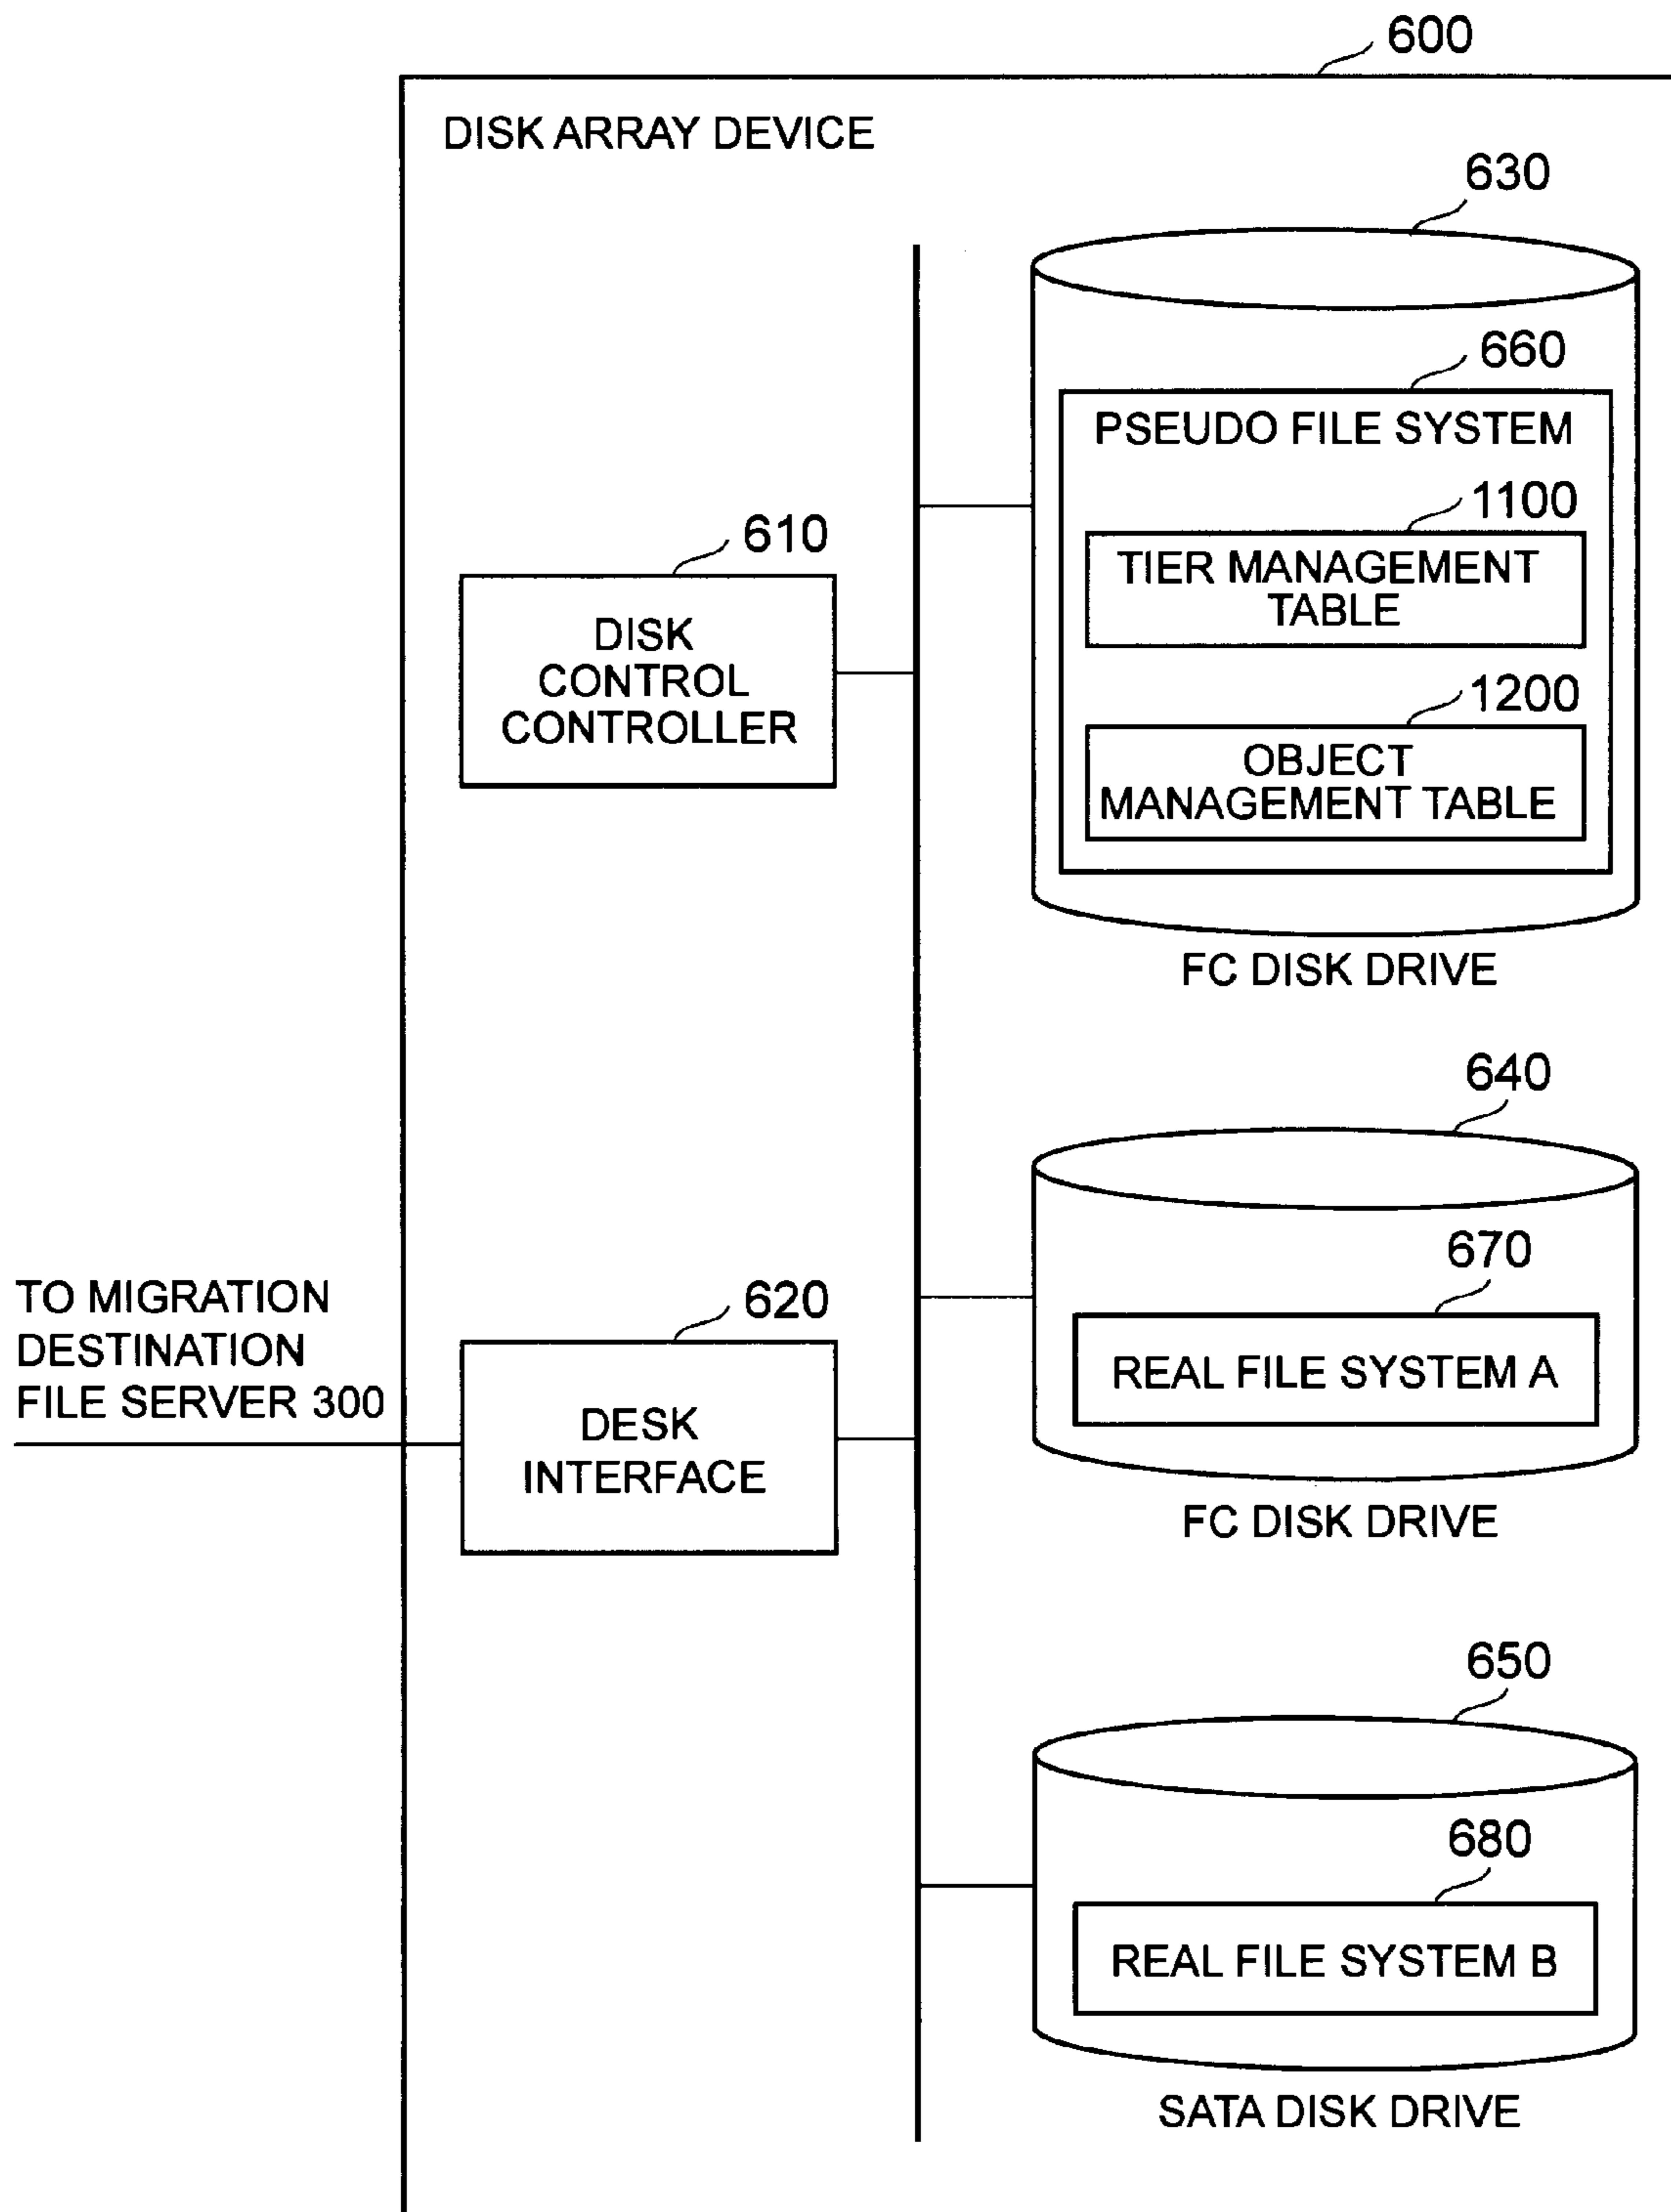 600
DISK ARRAY DEVICE
630
660
PSEUDO FILE SYSTEM
1100
TIER MANAGEMENT
TABLE
610
DISK
CONTROL
CONTROLLER
1200
OBJECT
MANAGEMENT TABLE
FC DISK DRIVE
640
670
REAL FILE SYSTEM A
FC DISK DRIVE
TO MIGRATION
DESTINATION
FILE SERVER 300
620
DESK
INTERFACE
650
680
REAL FILE SYSTEM B
SATA DISK DRIVE